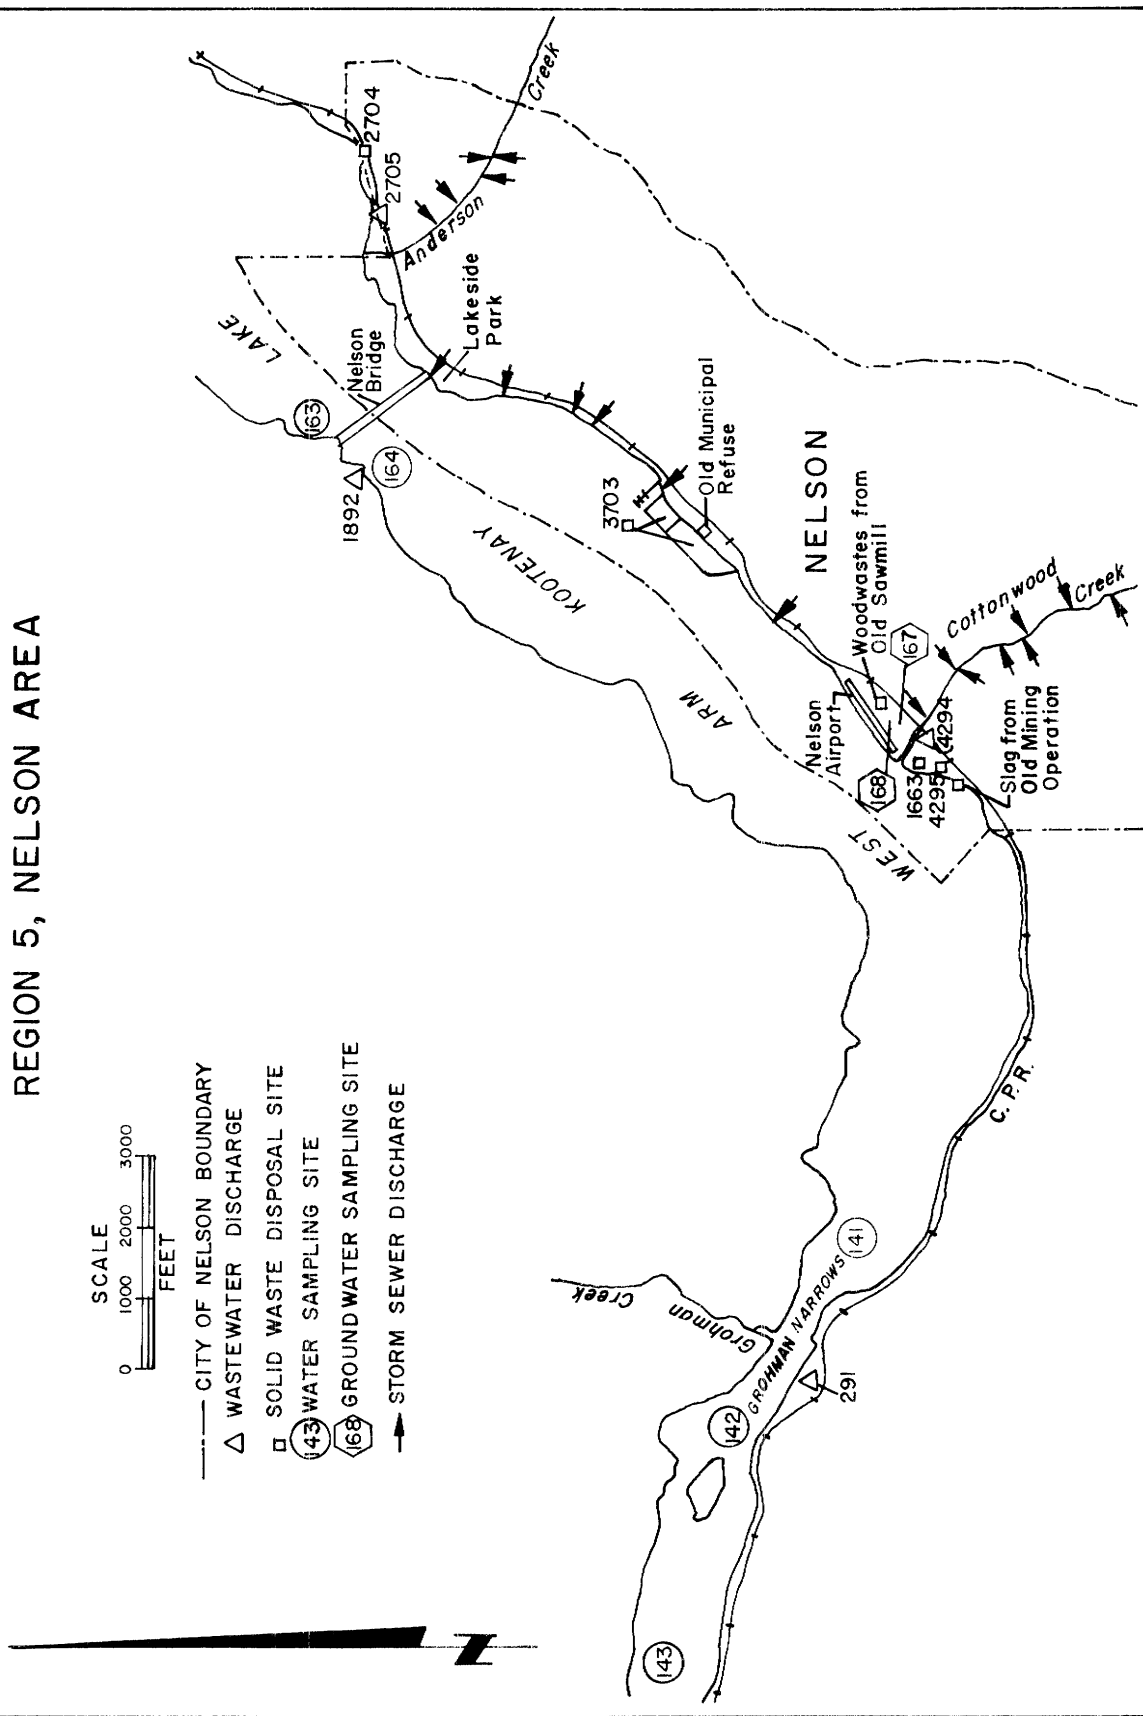 REGION 5, NELSON AREA
SCALE
0 1000 2000 3000
FEET
CITY OF NELSON BOUNDARY
WASTEWATER DISCHARGE
SOLID WASTE DISPOSAL SITE
143 WATER SAMPLING SITE
168 GROUNDWATER SAMPLING SITE
STORM SEWER DISCHARGE
N
143
142
GROHMAN NARROWS
141
291
Grohman
Creek
C.P.R.
WEST
ARM
KOOTENAY
LAKE
1892
163
164
Nelson
Bridge
Lakeside
Park
2704
2705
Anderson
Creek
3703
Old Municipal
Refuse
NELSON
Woodwastes from
Old Sawmill
167
168
Nelson
Airport
1663
4295
4294
Slag from
Old Mining
Operation
Cottonwood
Creek